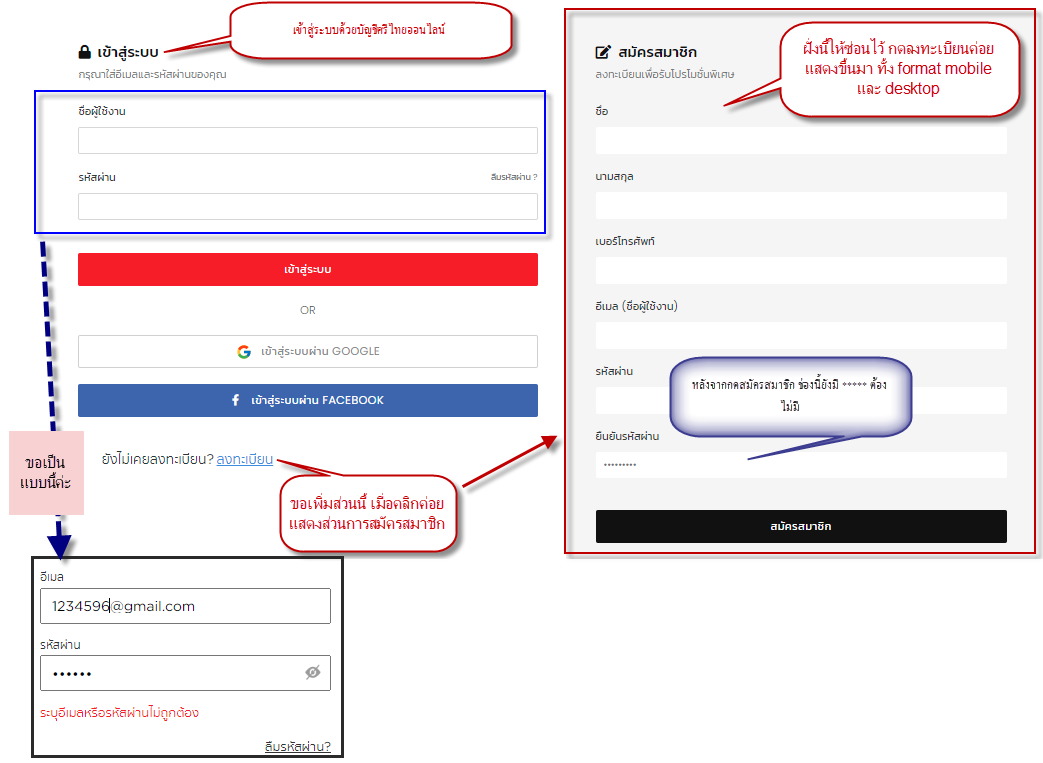 เข้าสู่ระบบ
กรุณาใส่อีเมลและรหัสผ่านของคุณ
เข้าสู่ระบบด้วยบัญชีศรีไทยออนไลน์
ชื่อผู้ใช้งาน
รหัสผ่าน
ลืมรหัสผ่าน ?
เข้าสู่ระบบ
OR
เข้าสู่ระบบผ่าน GOOGLE
เข้าสู่ระบบผ่าน FACEBOOK
ยังไม่เคยลงทะเบียน? ลงทะเบียน
ขอเพิ่มส่วนนี้ เมื่อคลิกค่อย
แสดงส่วนการสมัครสมาชิก
ขอเป็น
แบบนี้ค่ะ
อีเมล
1234596@gmail.com
รหัสผ่าน
••••••
ระบุอีเมลหรือรหัสผ่านไม่ถูกต้อง
ลืมรหัสผ่าน?
สมัครสมาชิก
ลงทะเบียนเพื่อรับโปรโมชั่นพิเศษ
ฝั่งนี้ให้ซ่อนไว้ กดลงทะเบียนค่อย
แสดงขึ้นมา ทั้ง format mobile
และ desktop
ชื่อ
นามสกุล
เบอร์โทรศัพท์
อีเมล (ชื่อผู้ใช้งาน)
รหัสผ่าน
หลังจากกดสมัครสมาชิก ช่องนี้ยังมี ***** ต้อง
ไม่มี
ยืนยันรหัสผ่าน
•••••••••
สมัครสมาชิก